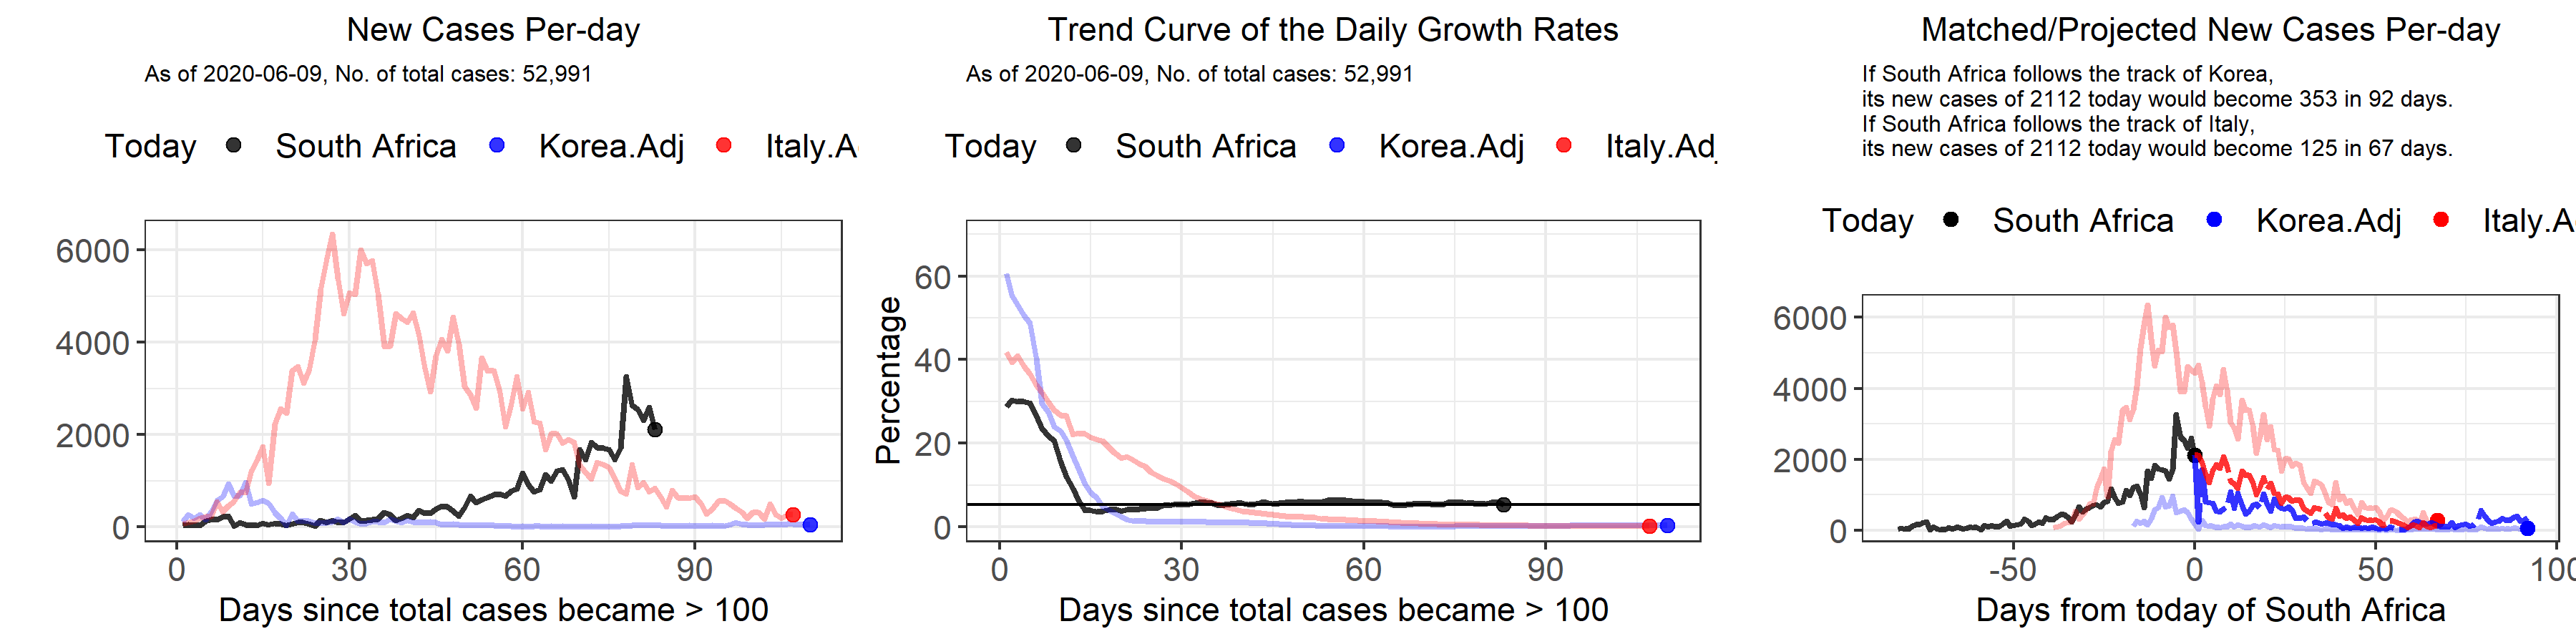 New Cases Per-day
As of 2020-06-09, No. of total cases: 52,991
Today South Africa Korea.Adj Italy.A
6000
4000
2000
0
0 30 60 90
Days since total cases became > 100
Trend Curve of the Daily Growth Rates
As of 2020-06-09, No. of total cases: 52,991
Today South Africa Korea.Adj Italy.Adj
Percentage
60
40
20
0
0 30 60 90
Days since total cases became > 100
Matched/Projected New Cases Per-day
If South Africa follows the track of Korea,
its new cases of 2112 today would become 353 in 92 days.
If South Africa follows the track of Italy,
its new cases of 2112 today would become 125 in 67 days.
Today South Africa Korea.Adj Italy.A
6000
4000
2000
0
-50 0 50 100
Days from today of South Africa